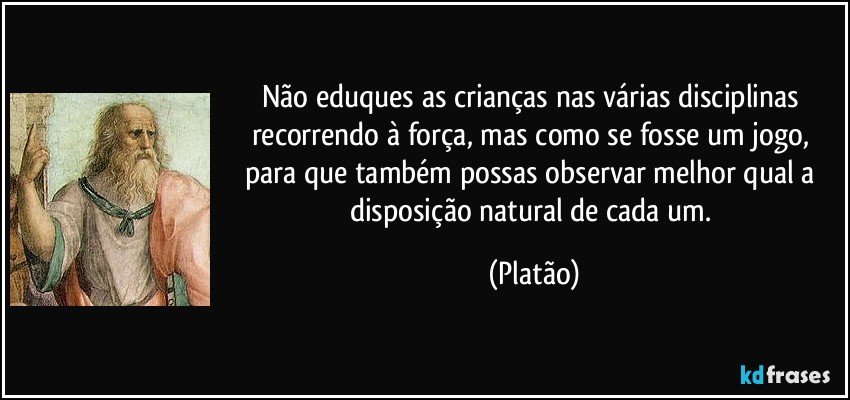 Não eduques as crianças nas várias disciplinas
recorrendo à força, mas como se fosse um jogo,
para que também possas observar melhor qual a
disposição natural de cada um.
(Platão)
kdfrases